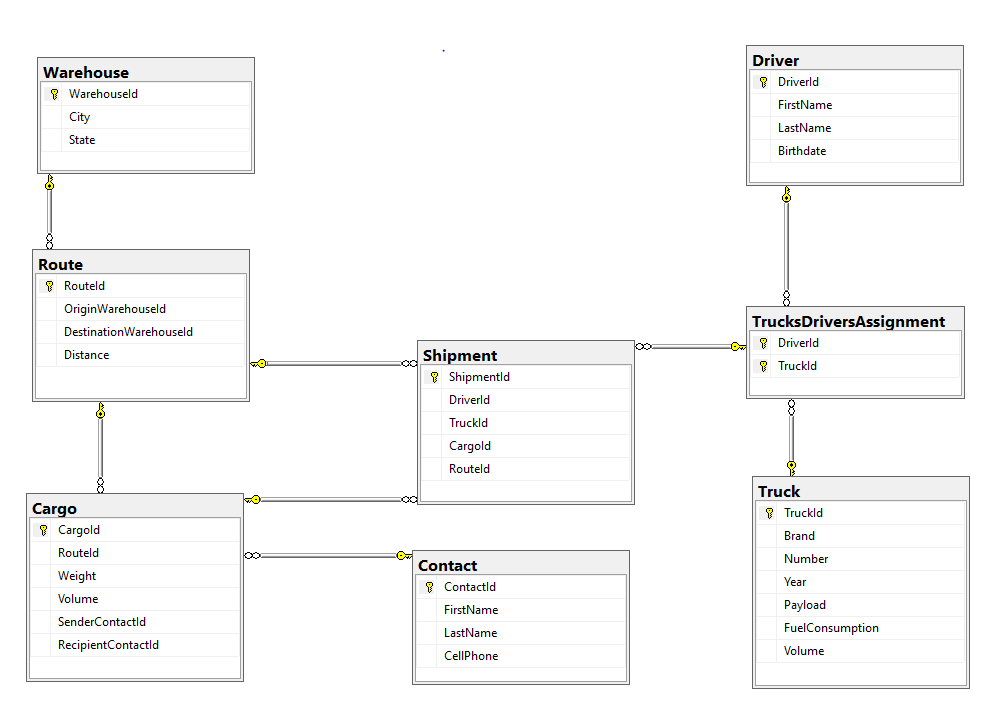 Warehouse
WarehouseId
City
State
Driver
DriverId
FirstName
LastName
Birthdate
Route
RouteId
OriginWarehouseId
DestinationWarehouseId
Distance
Shipment
ShipmentId
DriverId
TruckId
CargoId
RouteId
TrucksDriversAssignment
DriverId
TruckId
Cargo
CargoId
RouteId
Weight
Volume
SenderContactId
RecipientContactId
Contact
ContactId
FirstName
LastName
CellPhone
Truck
TruckId
Brand
Number
Year
Payload
FuelConsumption
Volume